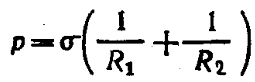 p = σ( 1/R₁ + 1/R₂ )